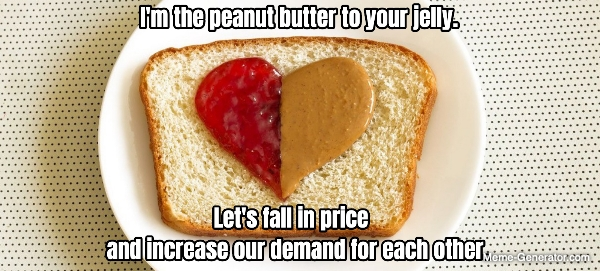 I'm the peanut butter to your jelly.
Let's fall in price
and increase our demand for each other
Meme-Generator.com